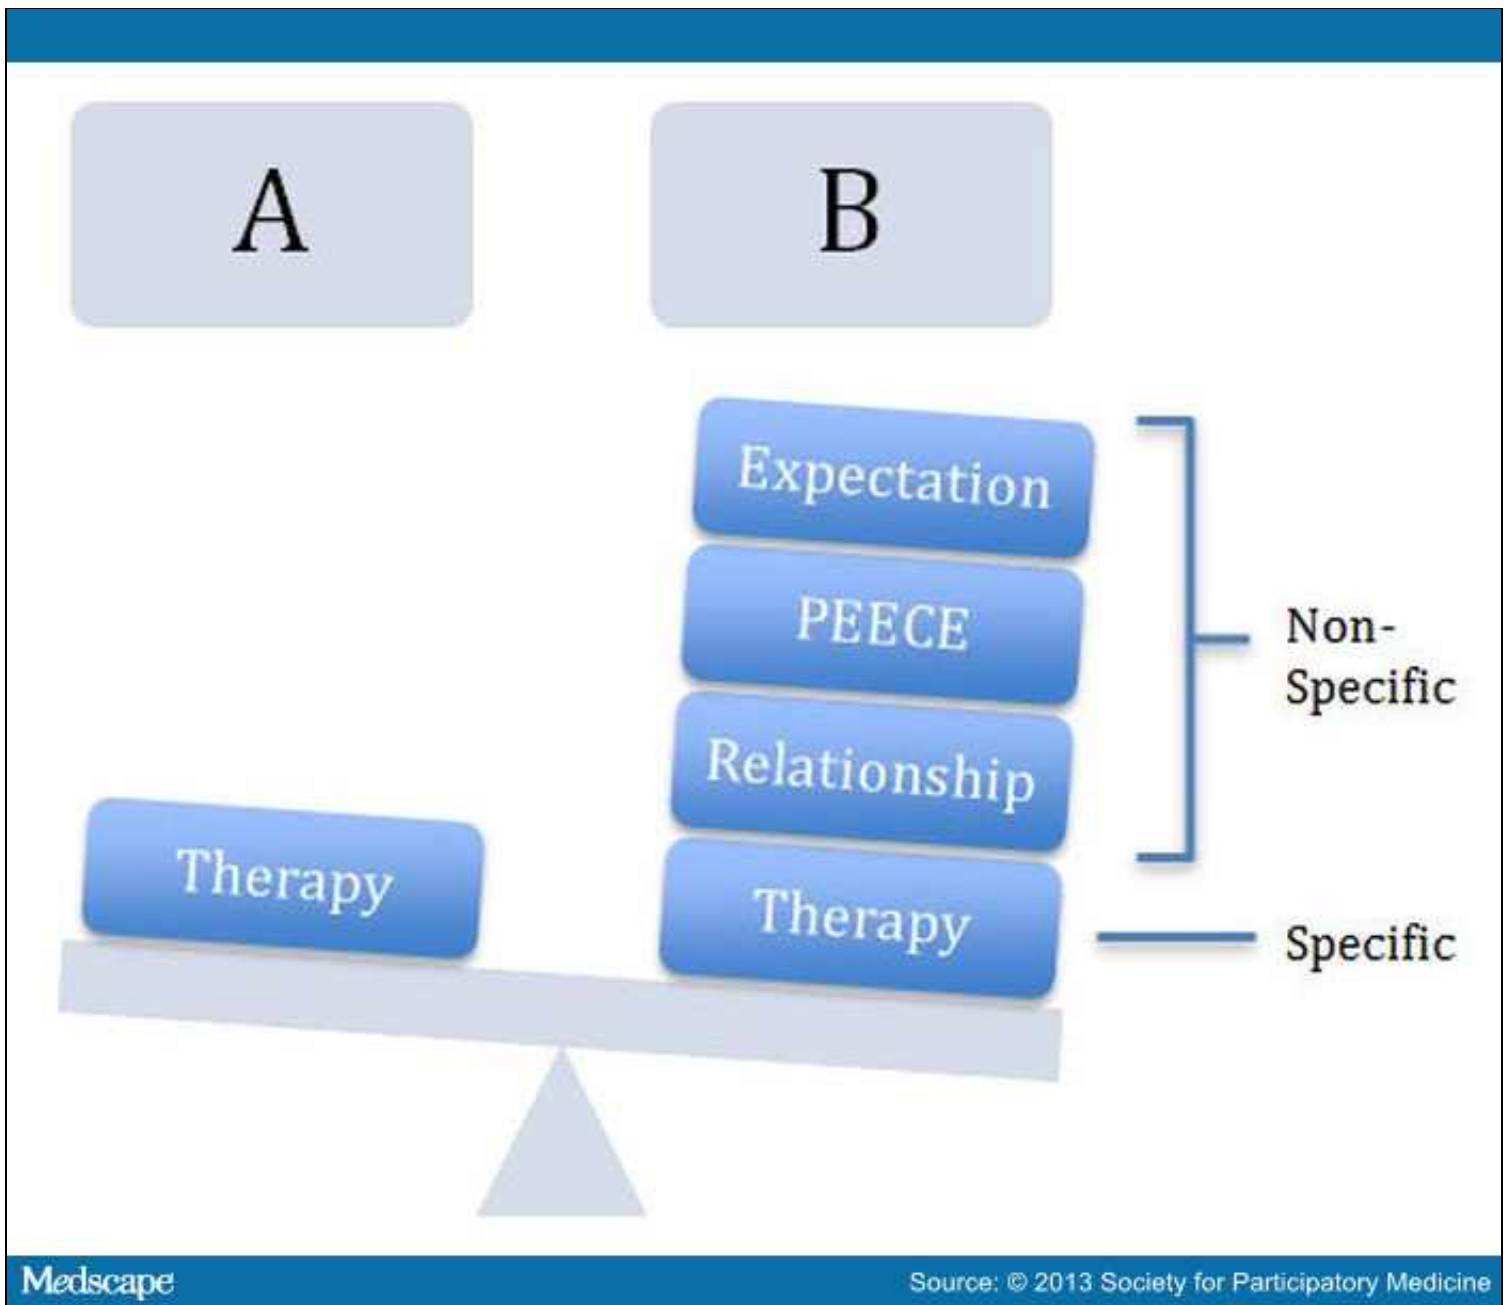 A
B
Expectation
PEECE
Relationship
Therapy
Therapy
Non-
Specific
Specific
Medscape
Source: © 2013 Society for Participatory Medicine